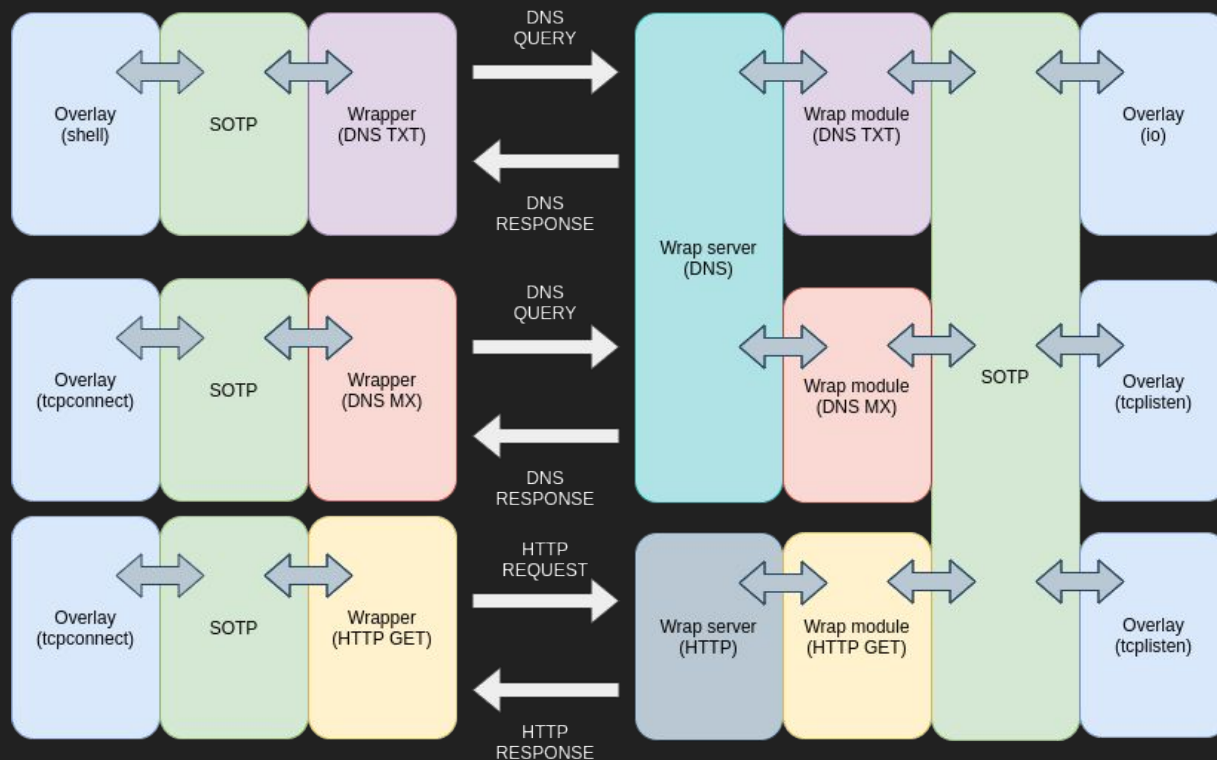 DNS
QUERY
Overlay
(shell)
SOTP
Wrapper
(DNS TXT)
DNS
RESPONSE
Wrap server
(DNS)
Wrap module
(DNS TXT)
Overlay
(io)
DNS
QUERY
Overlay
(tcpconnect)
SOTP
Wrapper
(DNS MX)
DNS
RESPONSE
Wrap module
(DNS MX)
SOTP
Overlay
(tcplisten)
HTTP
REQUEST
Overlay
(tcpconnect)
SOTP
Wrapper
(HTTP GET)
HTTP
RESPONSE
Wrap server
(HTTP)
Wrap module
(HTTP GET)
Overlay
(tcplisten)